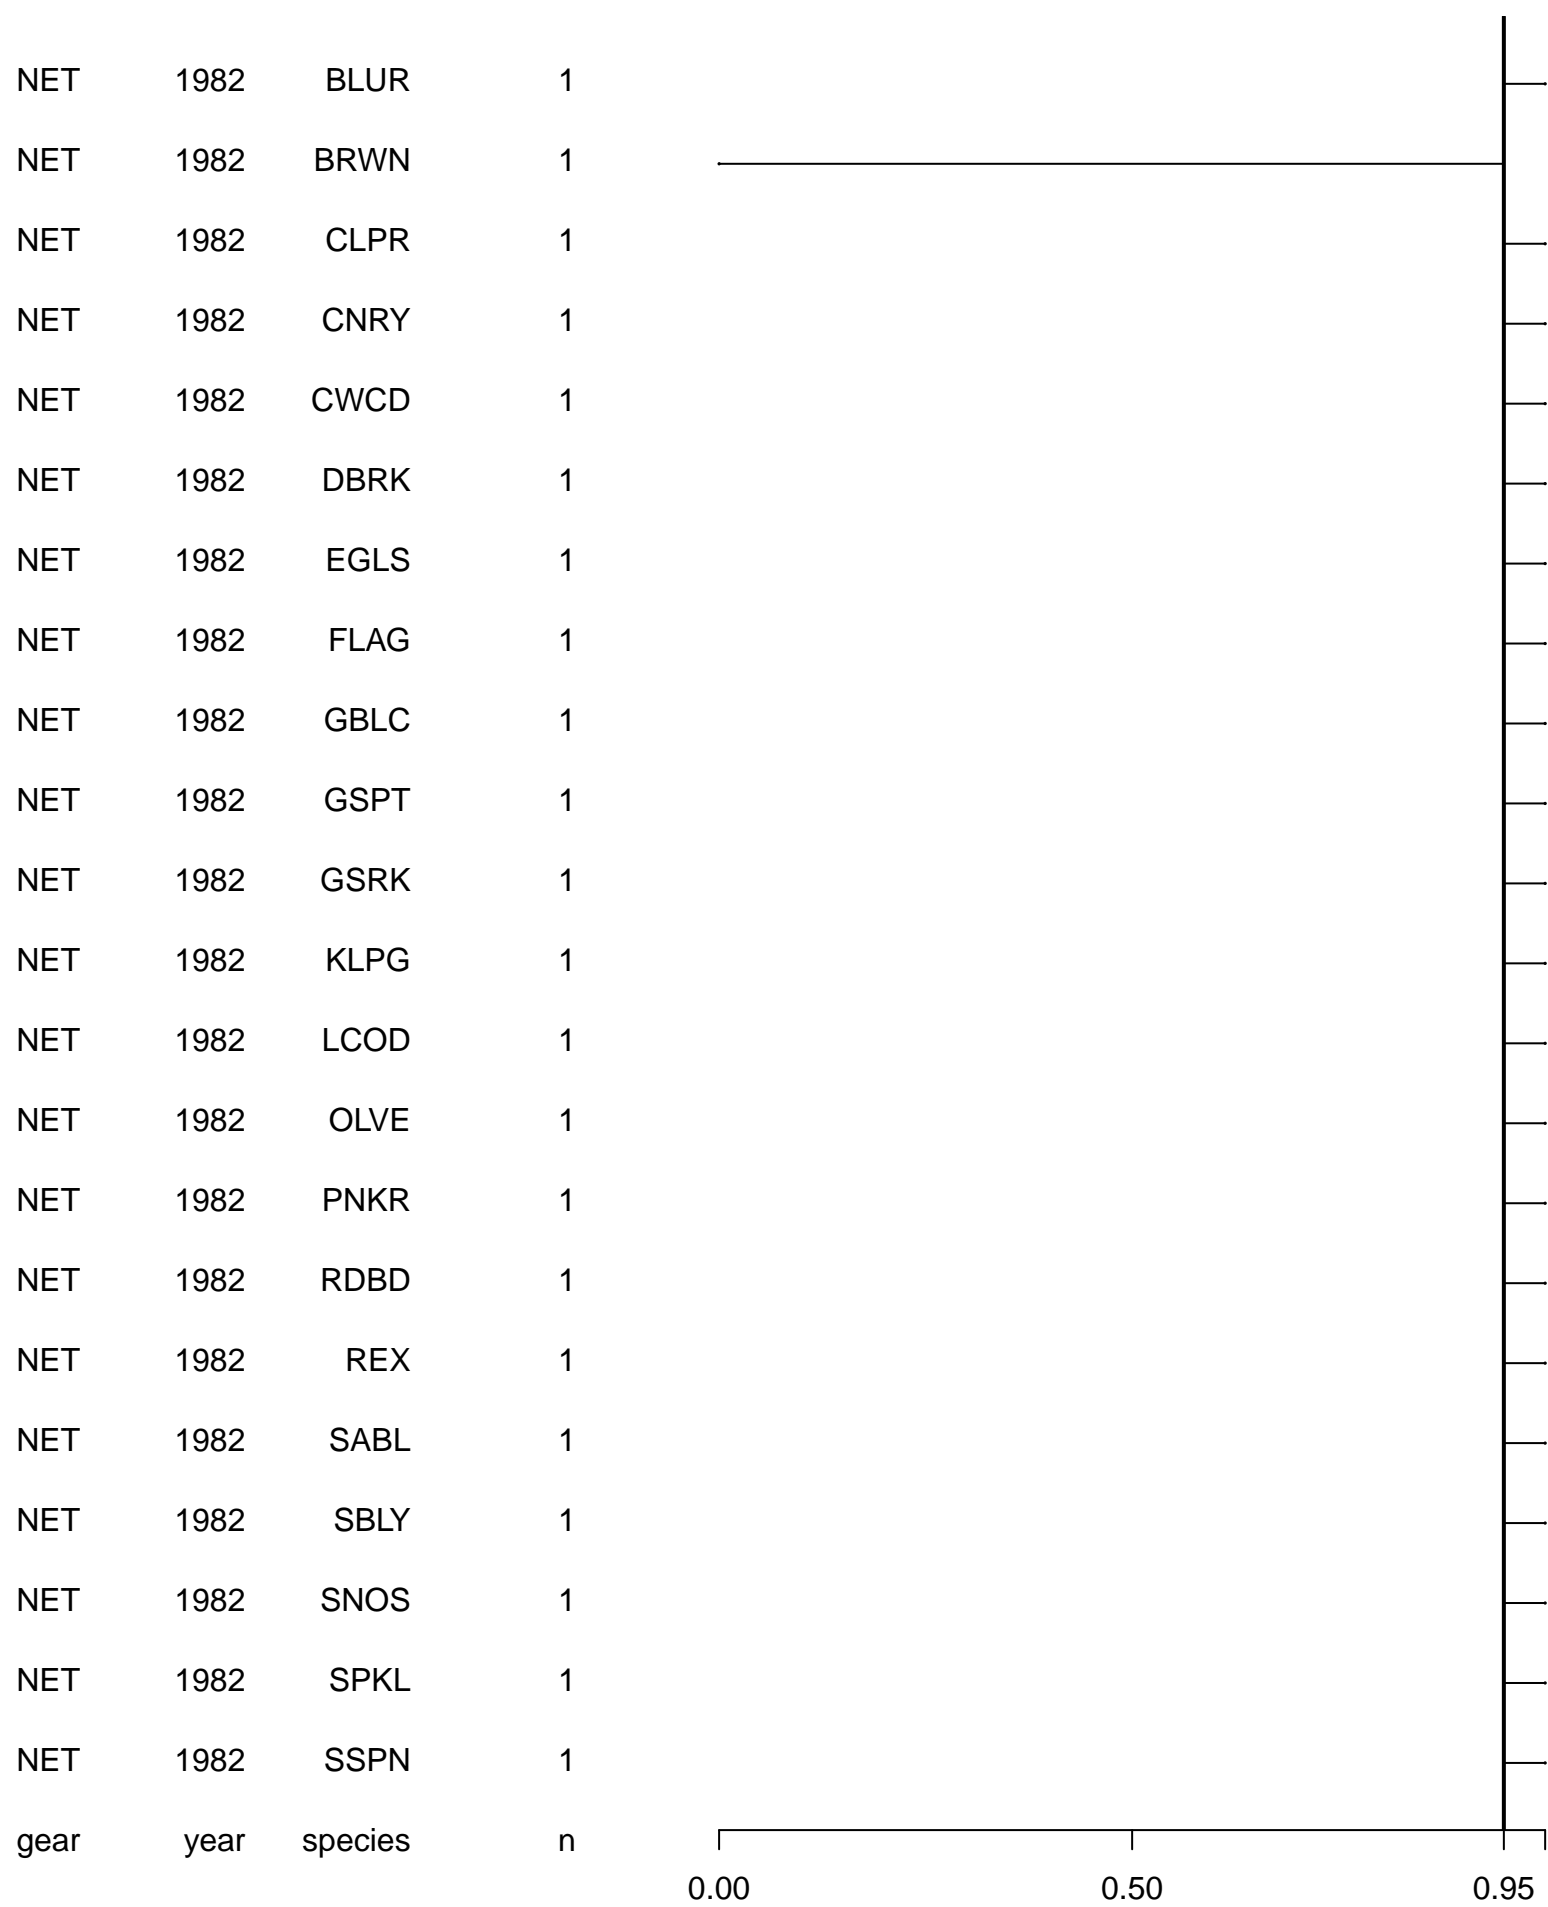 NET 1982 BLUR 1
NET 1982 BRWN 1
NET 1982 CLPR 1
NET 1982 CNRY 1
NET 1982 CWCD 1
NET 1982 DBRK 1
NET 1982 EGLS 1
NET 1982 FLAG 1
NET 1982 GBLC 1
NET 1982 GSPT 1
NET 1982 GSRK 1
NET 1982 KLPG 1
NET 1982 LCOD 1
NET 1982 OLVE 1
NET 1982 PNKR 1
NET 1982 RDBD 1
NET 1982 REX 1
NET 1982 SABL 1
NET 1982 SBLY 1
NET 1982 SNOS 1
NET 1982 SPKL 1
NET 1982 SSPN 1
gear year species n
0.00 0.50 0.95